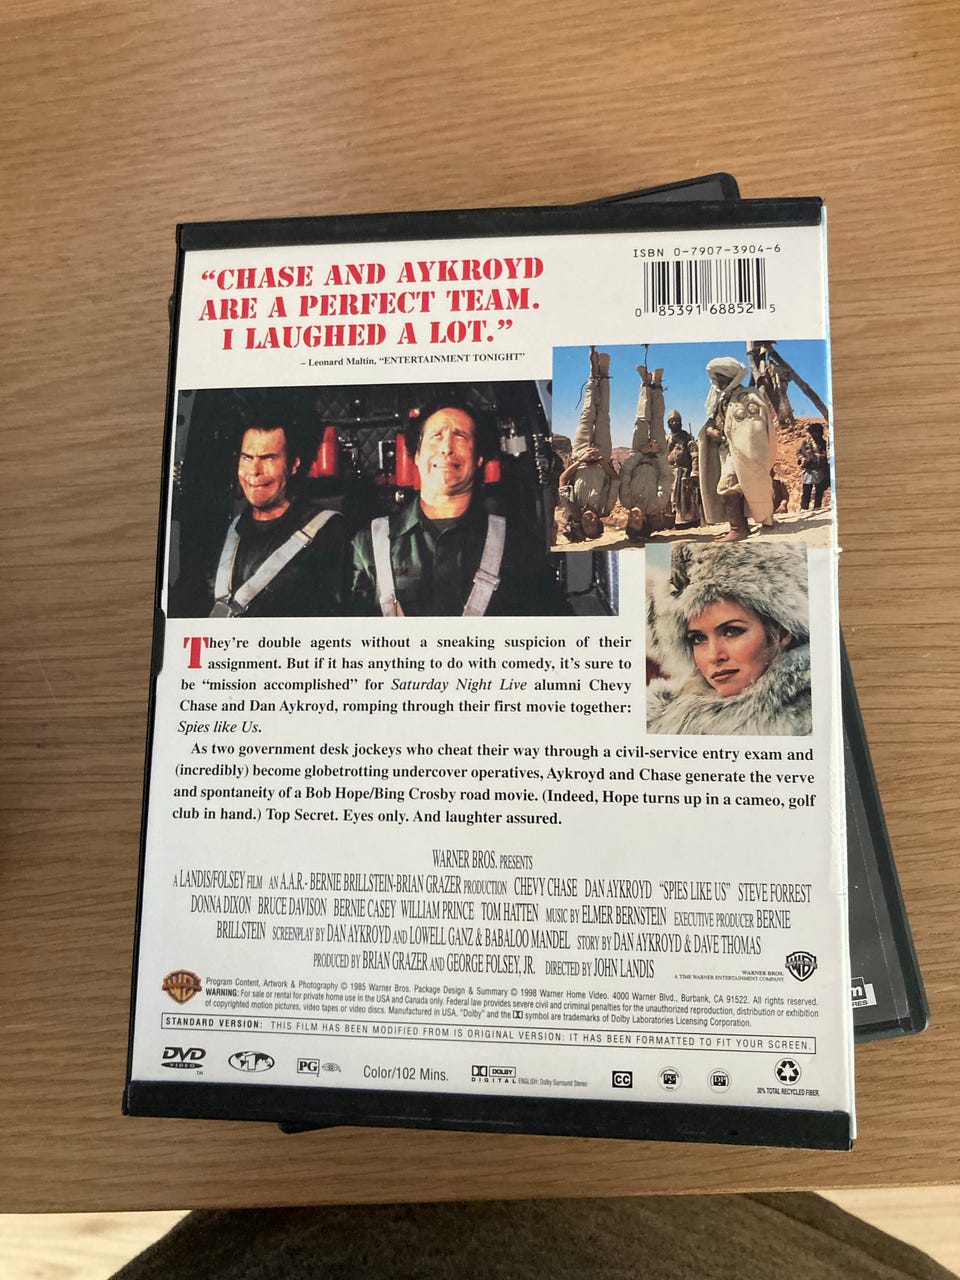 "CHASE AND AYKROYD
ARE A PERFECT TEAM.
I LAUGHED A LOT."
– Leonard Maltin, "ENTERTAINMENT TONIGHT"
ISBN 0-7907-3904-6
0 85391 68852 5
They're double agents without a sneaking suspicion of their
assignment. But if it has anything to do with comedy, it's sure to
be "mission accomplished" for Saturday Night Live alumni Chevy
Chase and Dan Aykroyd, romping through their first movie together:
Spies like Us.
As two government desk jockeys who cheat their way through a civil-service entry exam and
(incredibly) become globetrotting undercover operatives, Aykroyd and Chase generate the verve
and spontaneity of a Bob Hope/Bing Crosby road movie. (Indeed, Hope turns up in a cameo, golf
club in hand.) Top Secret. Eyes only. And laughter assured.
WARNER BROS. PRESENTS
A LANDIS/FOLSEY FILM AN A.A.R.- BERNIE BRILLSTEIN-BRIAN GRAZER PRODUCTION CHEVY CHASE DAN AYKROYD "SPIES LIKE US" STEVE FORREST
DONNA DIXON BRUCE DAVISON BERNIE CASEY WILLIAM PRINCE TOM HATTEN MUSIC BY ELMER BERNSTEIN EXECUTIVE PRODUCER BERNIE
BRILLSTEIN SCREENPLAY BY DAN AYKROYD AND LOWELL GANZ & BABALOO MANDEL STORY BY DAN AYKROYD & DAVE THOMAS
PRODUCED BY BRIAN GRAZER AND GEORGE FOLSEY, JR. DIRECTED BY JOHN LANDIS
WARNER BROS.
A TIME WARNER ENTERTAINMENT COMPANY
Program Content, Artwork & Photography © 1985 Warner Bros. Package Design & Summary © 1998 Warner Home Video. 4000 Warner Blvd., Burbank, CA 91522. All rights reserved.
WARNING: For sale or rental for private home use in the USA and Canada only. Federal law provides severe civil and criminal penalties for the unauthorized reproduction, distribution or exhibition
of copyrighted motion pictures, video tapes or video discs. Manufactured in USA. "Dolby" and the DD symbol are trademarks of Dolby Laboratories Licensing Corporation.
STANDARD VERSION: THIS FILM HAS BEEN MODIFIED FROM IS ORIGINAL VERSION: IT HAS BEEN FORMATTED TO FIT YOUR SCREEN.
DVD
VIDEO
TM
PG
Color/102 Mins.
DOLBY
DIGITAL
ENGLISH: Dolby Surround Stereo
CC
30% TOTAL RECYCLED FIBER.
m